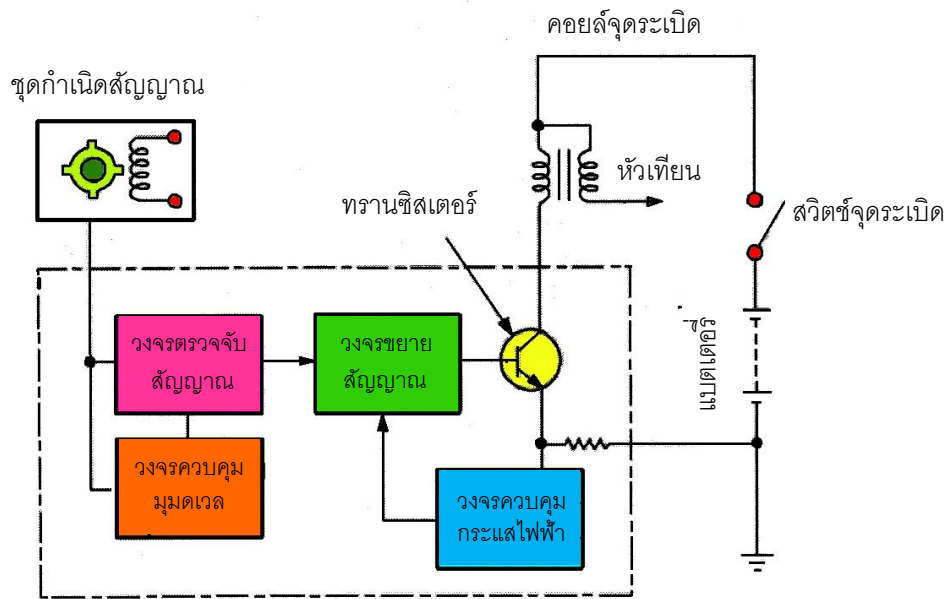 คอยล์จุดระเบิด
ชุดกำเนิดสัญญาณ
หัวเทียน
ทรานซิสเตอร์
สวิตช์จุดระเบิด
แบตเตอรี่
วงจรตรวจจับ
สัญญาณ
วงจรขยาย
สัญญาณ
วงจรควบคุม
มุมดเวล
วงจรควบคุม
กระแสไฟฟ้า